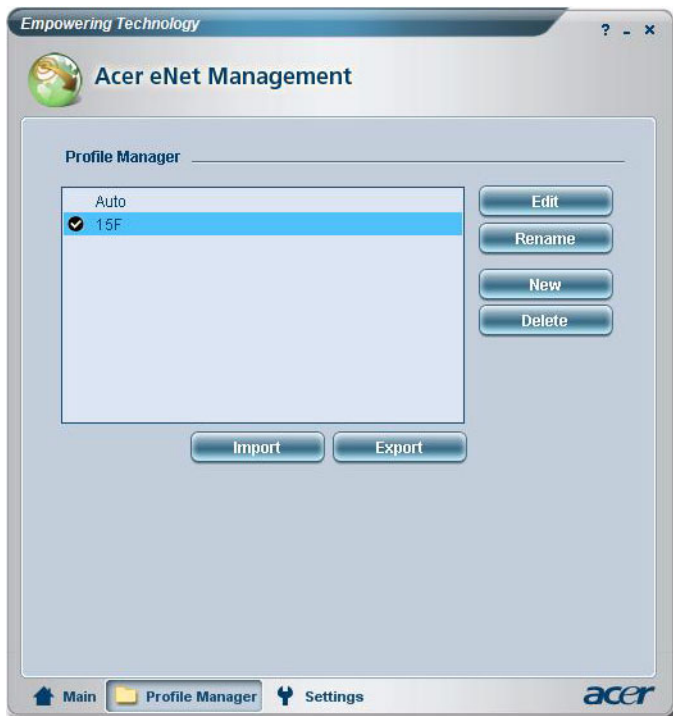 Empowering Technology
? - x
Acer eNet Management
Profile Manager
Auto
15F
Edit
Rename
New
Delete
Import Export
Main Profile Manager Settings acer